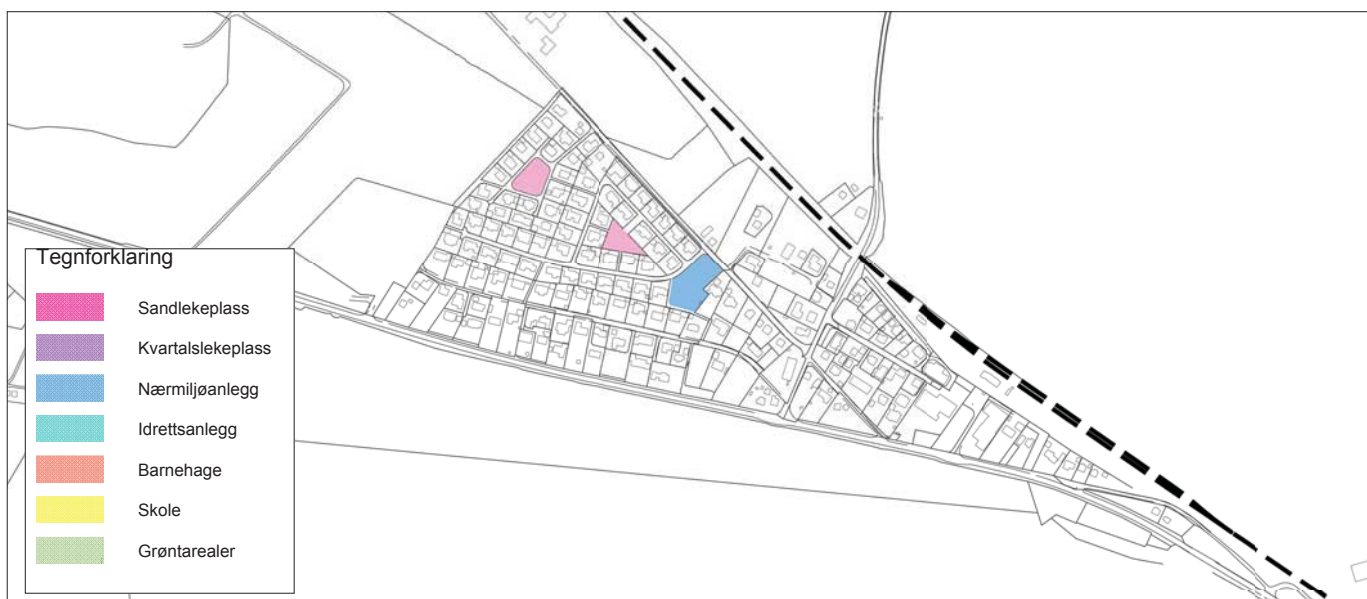 Tegnforklaring
Sandlekeplass
Kvartalslekeplass
Nærmiljøanlegg
Idrettsanlegg
Barnehage
Skole
Grøntarealer